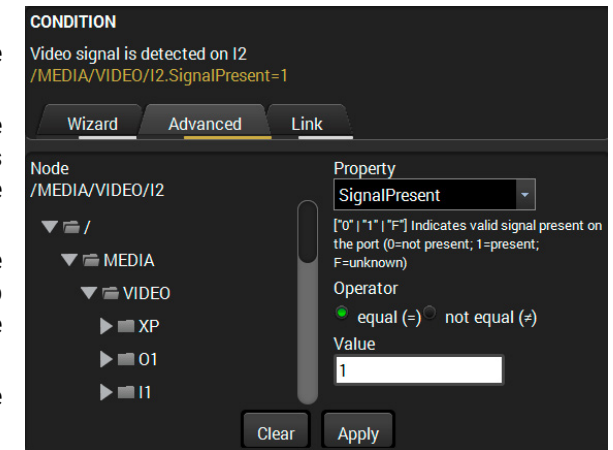 CONDITION
Video signal is detected on I2
/MEDIA/VIDEO/I2.SignalPresent=1
Wizard Advanced Link
Node
/MEDIA/VIDEO/I2
/
MEDIA
VIDEO
XP
O1
I1
Property
SignalPresent
["0" | "1" | "F"] Indicates valid signal present on
the port (0=not present; 1=present;
F=unknown)
Operator
equal (=) not equal (≠)
Value
1
Clear Apply